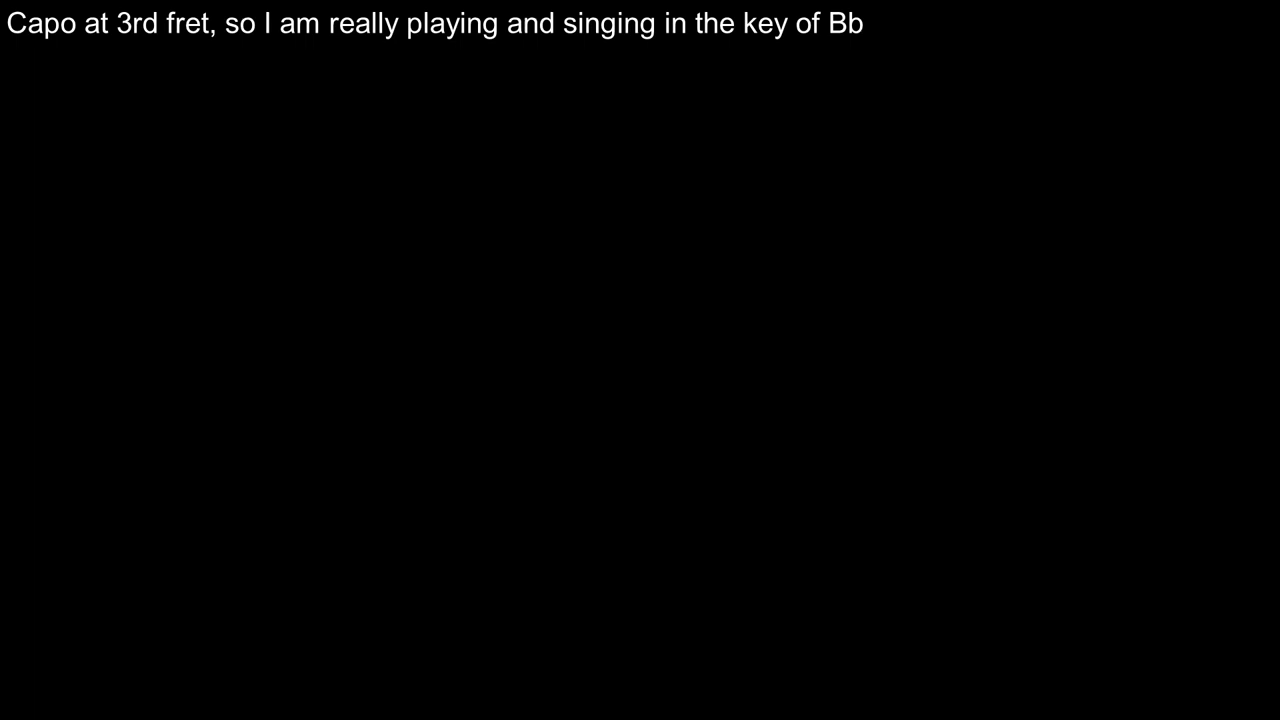 Capo at 3rd fret, so I am really playing and singing in the key of Bb